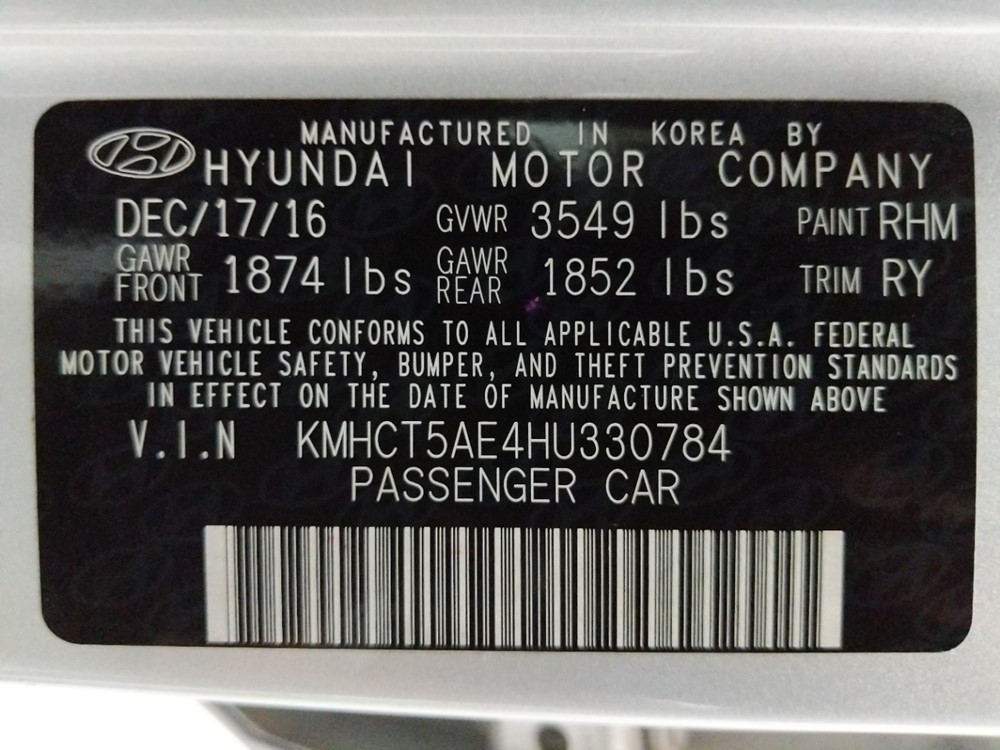 MANUFACTURED IN KOREA BY
HYUNDAI MOTOR COMPANY
DEC/17/16 GVWR 3549 lbs PAINT RHM
GAWR FRONT 1874 lbs GAWR REAR 1852 lbs TRIM RY
THIS VEHICLE CONFORMS TO ALL APPLICABLE U.S.A. FEDERAL
MOTOR VEHICLE SAFETY, BUMPER, AND THEFT PREVENTION STANDARDS
IN EFFECT ON THE DATE OF MANUFACTURE SHOWN ABOVE
V.I.N KMHCT5AE4HU330784
PASSENGER CAR